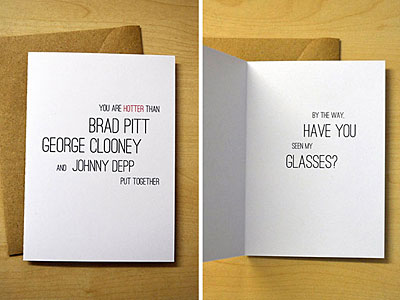 YOU ARE HOTTER THAN
BRAD PITT
GEORGE CLOONEY
AND JOHNNY DEPP
PUT TOGETHER
BY THE WAY,
HAVE YOU
SEEN MY
GLASSES?